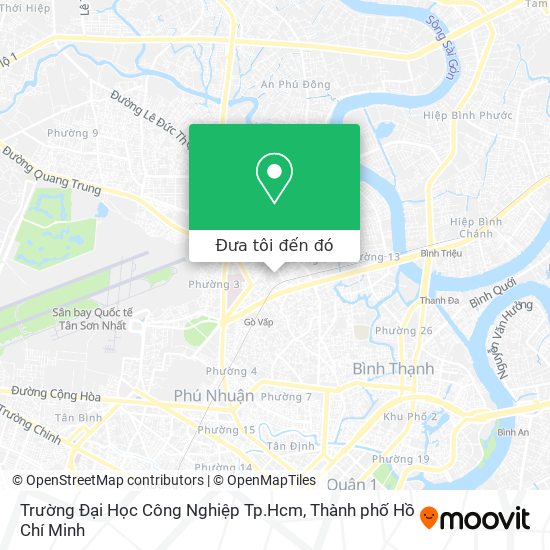 Thới Hiệp
Lê
lộ 1
Sông Sài Gòn
An Phú Đông
Đường Lê Đức Thọ
Hiệp Bình Phước
Phường 9
Đường Quang Trung
Hiệp Bình
Chánh
Đưa tôi đến đó
Phường 13
Bình Triệu
Phường 3
Bình Quới
Thanh Đa
Sân bay Quốc tế
Tân Sơn Nhất
Gò Vấp
Phường 26
Nguyễn Văn Hưởng
Phường 4
Bình Thạnh
Đường Cộng Hòa
Phú Nhuận
Phường 7
Trường Chinh
Tân Bình
Khu Phố 2
Bình An
Tân Định
Phường 15
Phường 14
Quận 1
© OpenStreetMap contributors | © OpenMapTiles
Trường Đại Học Công Nghiệp Tp.Hcm, Thành phố Hồ
Chí Minh
moovit